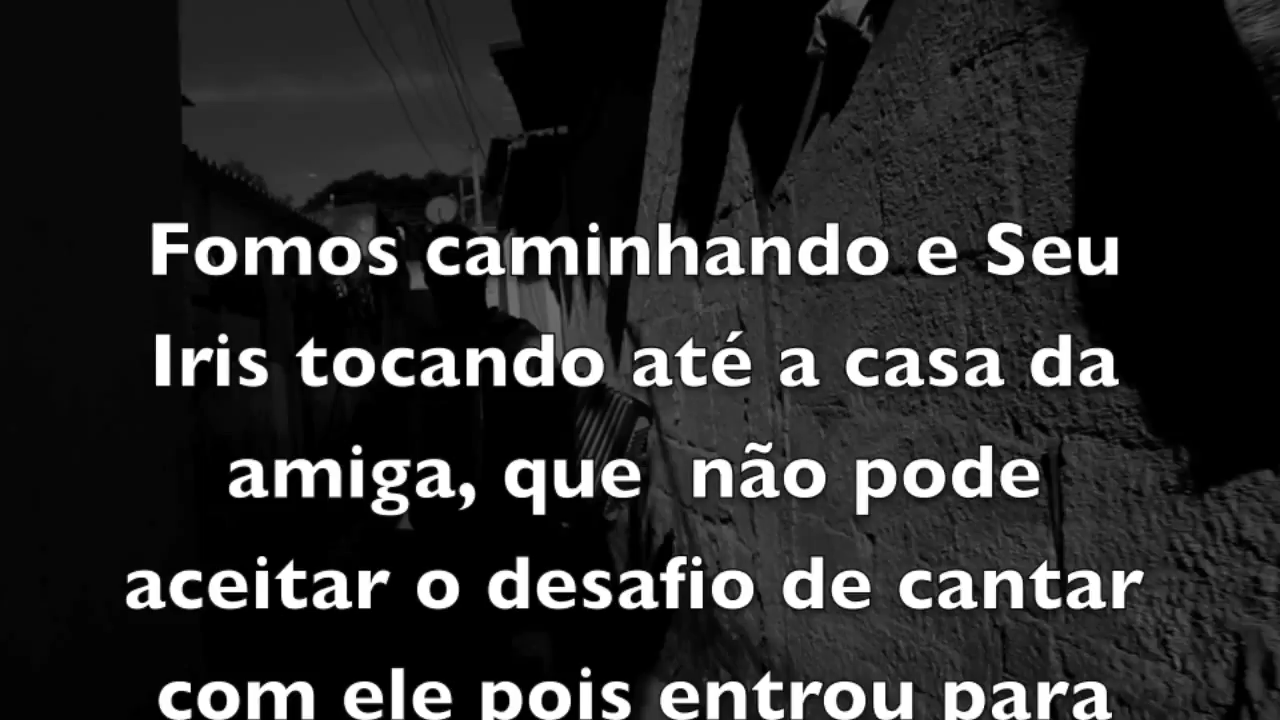 Fomos caminhando e Seu
Iris tocando até a casa da
amiga, que  não pode
aceitar o desafio de cantar
com ele pois entrou para